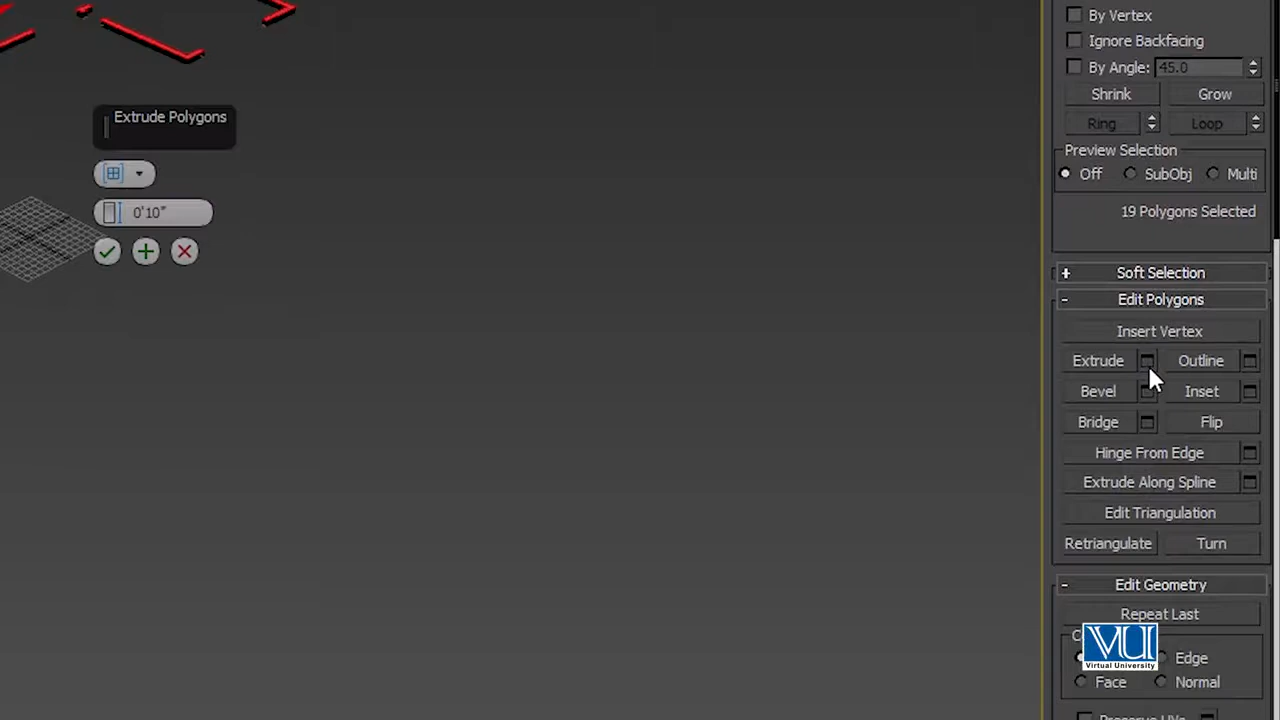 By Vertex
Ignore Backfacing
By Angle: 45.0
Shrink Grow
Ring Loop
Preview Selection
Off SubObj Multi
19 Polygons Selected
Extrude Polygons
0'10"
+ Soft Selection
- Edit Polygons
Insert Vertex
Extrude Outline
Bevel Inset
Bridge Flip
Hinge From Edge
Extrude Along Spline
Edit Triangulation
Retriangulate Turn
- Edit Geometry
Repeat Last
Edge
Face Normal
VU
Virtual University